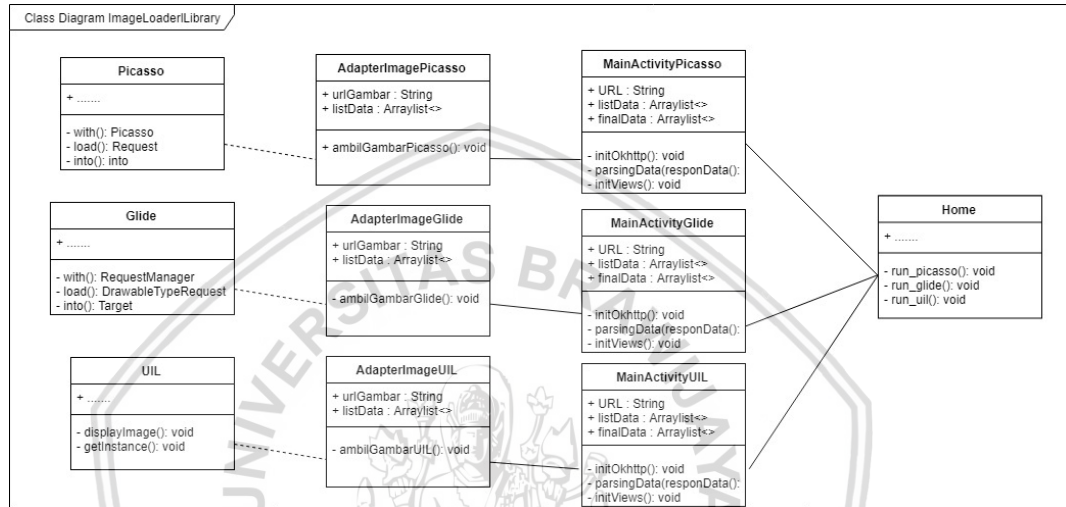 Class Diagram ImageLoaderlLibrary
Picasso
+ .......
- with(): Picasso
- load(): Request
- into(): into
AdapterImagePicasso
+ urlGambar : String
+ listData : Arraylist<>
+ ambilGambarPicasso(): void
MainActivityPicasso
+ URL : String
+ listData : Arraylist<>
+ finalData : Arraylist<>
- initOkhttp(): void
- parsingData(responData():
- initViews(): void
Glide
+ .......
- with(): RequestManager
- load(): DrawableTypeRequest
- into(): Target
AdapterImageGlide
+ urlGambar : String
+ listData : Arraylist<>
- ambilGambarGlide(): void
MainActivityGlide
+ URL : String
+ listData : Arraylist<>
+ finalData : Arraylist<>
- initOkhttp(): void
- parsingData(responData():
- initViews(): void
Home
+ .......
- run_picasso(): void
- run_glide(): void
- run_uil(): void
UIL
+ .......
- displayImage(): void
- getInstance(): void
AdapterImageUIL
+ urlGambar : String
+ listData : Arraylist<>
- ambilGambarUIL(): void
MainActivityUIL
+ URL : String
+ listData : Arraylist<>
+ finalData : Arraylist<>
- initOkhttp(): void
- parsingData(responData():
- initViews(): void
UNIVERSITAS BRAWIJAYA